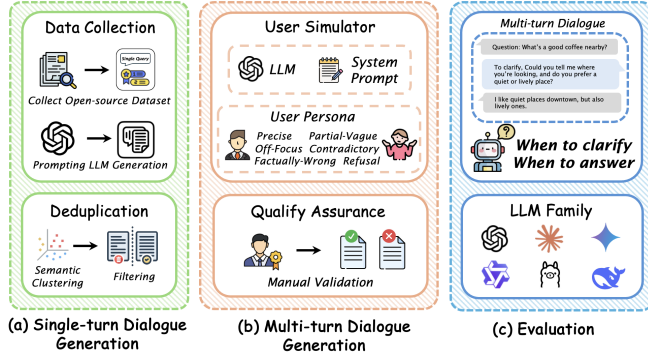 Data Collection
Single Query
Collect Open-source Dataset
Prompting LLM Generation
Deduplication
Semantic
Clustering
Filtering
(a) Single-turn Dialogue
Generation
User Simulator
LLM
System
Prompt
User Persona
Precise
Partial-Vague
Off-Focus
Contradictory
Factually-Wrong
Refusal
Qualify Assurance
Manual Validation
(b) Multi-turn Dialogue
Generation
Multi-turn Dialogue
Question: What's a good coffee nearby?
To clarify, Could you tell me where
you're looking, and do you prefer a
quiet or lively place?
I like quiet places downtown, but also
lively ones.
?
When to clarify
When to answer
LLM Family
(c) Evaluation